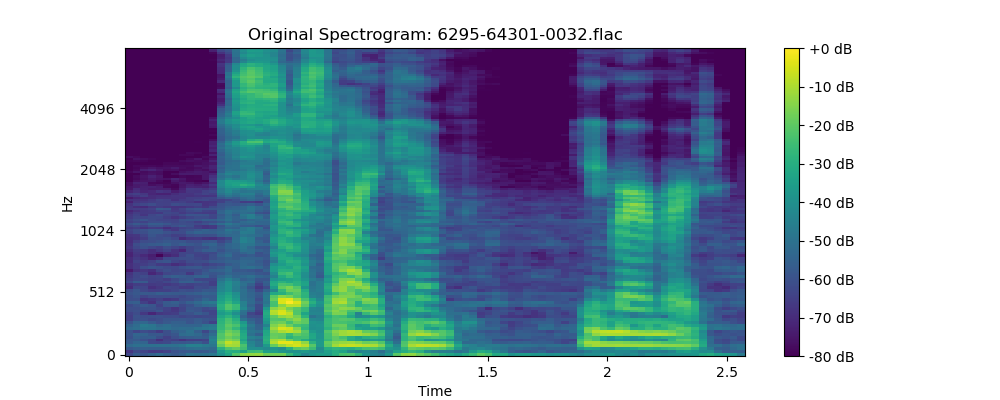 Original Spectrogram: 6295-64301-0032.flac
Hz
4096
2048
1024
512
0
0 0.5 1 1.5 2 2.5
Time
+0 dB
-10 dB
-20 dB
-30 dB
-40 dB
-50 dB
-60 dB
-70 dB
-80 dB